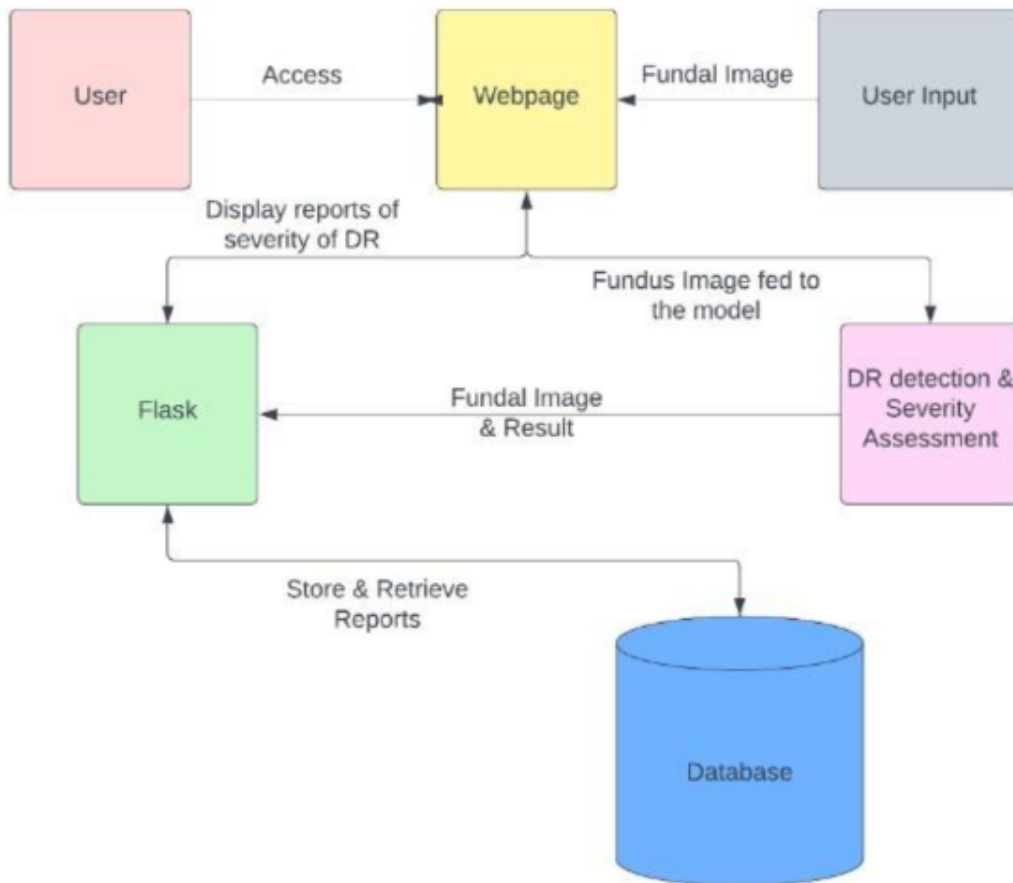 User
Access
Webpage
Fundal Image
User Input
Display reports of
severity of DR
Fundus Image fed to
the model
Flask
Fundal Image
& Result
DR detection &
Severity
Assessment
Store & Retrieve
Reports
Database